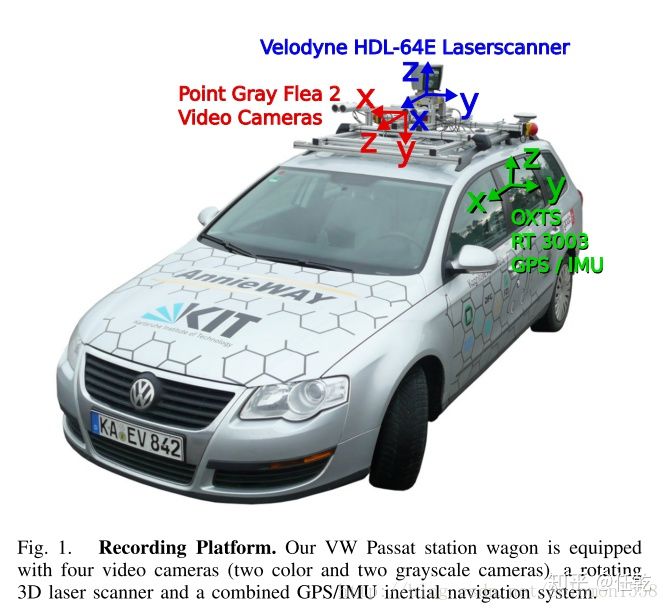 Velodyne HDL-64E Laserscanner
z
Point Gray Flea 2
Video Cameras
x
y
x
z
y
z
y
x
OXTS
RT 3003
GPS / IMU
AnnieWAY
KIT
Karlsruhe Institute of Technology
KA EV 842
Fig. 1. Recording Platform. Our VW Passat station wagon is equipped
with four video cameras (two color and two grayscale cameras), a rotating
3D laser scanner and a combined GPS/IMU inertial navigation system.
知乎 @任乾